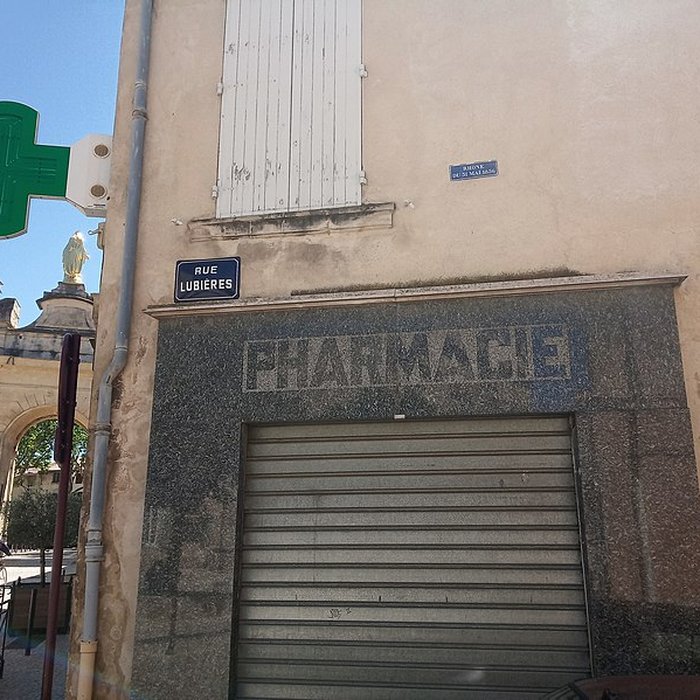 RHONE
DU 31 MAI 1856
RUE
LUBIÈRES
PHARMACIE